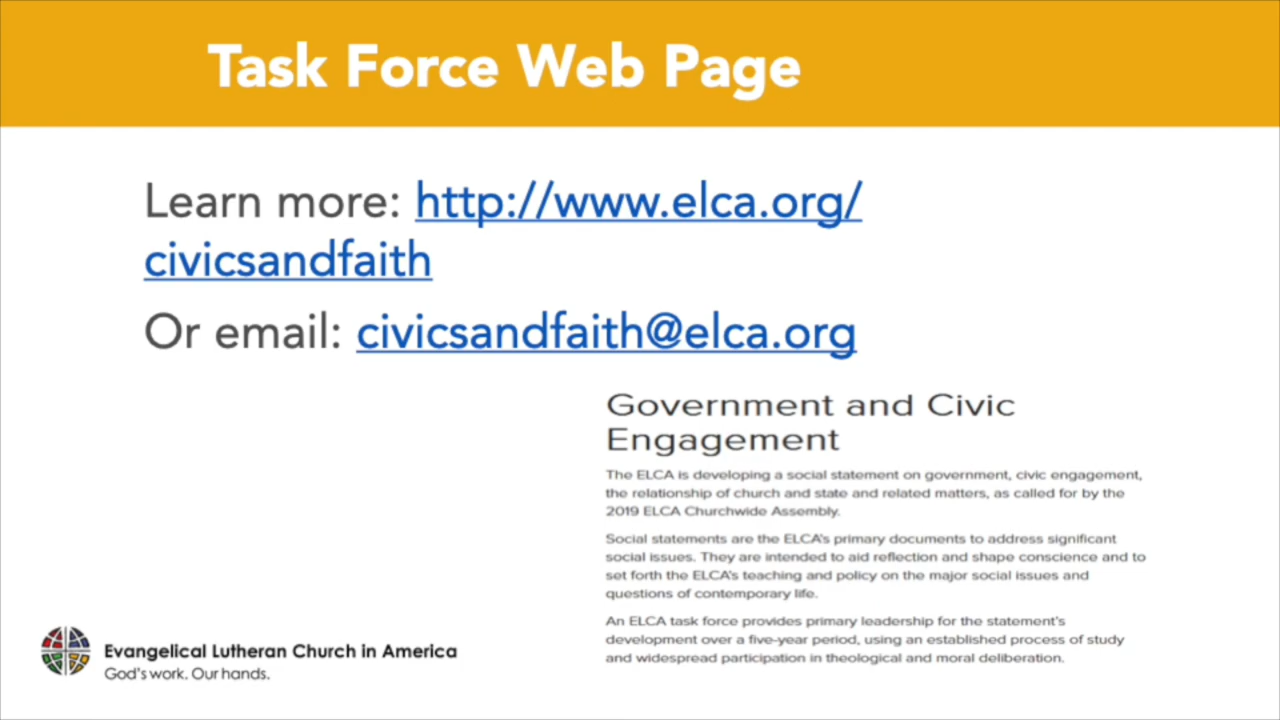 Task Force Web Page
Learn more: http://www.elca.org/
civicsandfaith
Or email: civicsandfaith@elca.org
Government and Civic
Engagement
The ELCA is developing a social statement on government, civic engagement,
the relationship of church and state and related matters, as called for by the
2019 ELCA Churchwide Assembly.
Social statements are the ELCA's primary documents to address significant
social issues. They are intended to aid reflection and shape conscience and to
set forth the ELCA's teaching and policy on the major social issues and
questions of contemporary life.
An ELCA task force provides primary leadership for the statement's
development over a five-year period, using an established process of study
and widespread participation in theological and moral deliberation.
Evangelical Lutheran Church in America
God's work. Our hands.